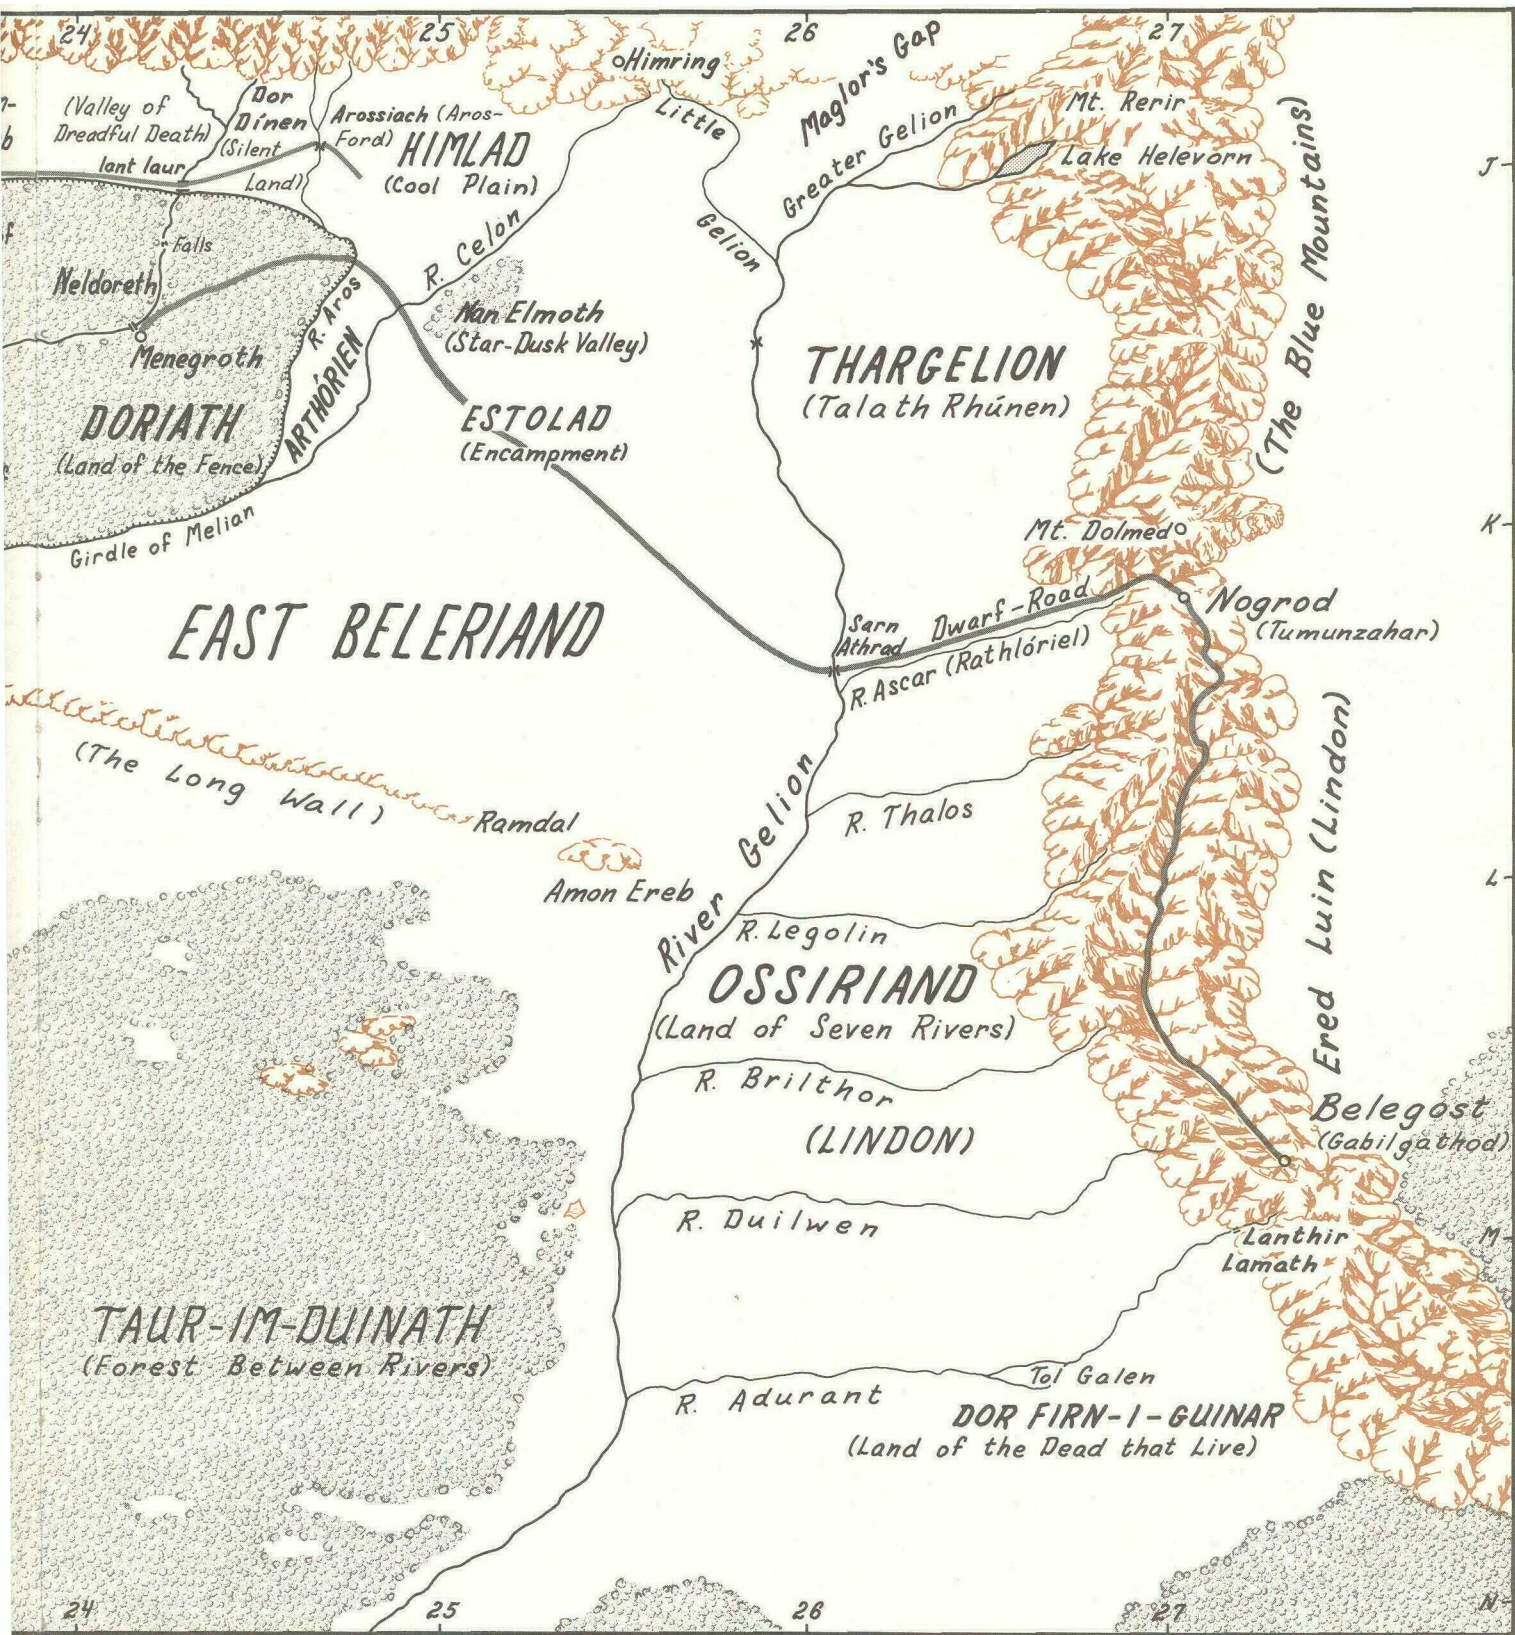 24 25 26 27
Himring
Maglor's Gap
(Valley of
Dreadful Death)
Dor
Dínen
(Silent
Land)
Arossiach (Aros-
Ford)
HIMLAD
(Cool Plain)
Iant Iaur
Little
Gelion
Greater Gelion
Mt. Rerir
Lake Helevorn
(The Blue Mountains)
J
Falls
Neldoreth
R. Celon
R. Aros
Nan Elmoth
(Star-Dusk Valley)
Menegroth
ARTHÓRIEN
THARGELION
(Talath Rhúnen)
DORIATH
(Land of the Fence)
ESTOLAD
(Encampment)
Girdle of Melian
Mt. Dolmed
K
EAST BELERIAND
Sarn
Athrad
Dwarf-Road
R. Ascar (Rathlóriel)
Nogrod
(Tumunzahar)
(The Long Wall)
Ramdal
Amon Ereb
River Gelion
R. Thalos
Ered Luin (Lindon)
L
R. Legolin
OSSIRIAND
(Land of Seven Rivers)
R. Brilthor
(LINDON)
Belegost
(Gabilgathod)
R. Duilwen
Lanthir
Lamath
M
TAUR-IM-DUINATH
(Forest Between Rivers)
R. Adurant
Tol Galen
DOR FIRN-I-GUINAR
(Land of the Dead that Live)
24 25 26 27
N